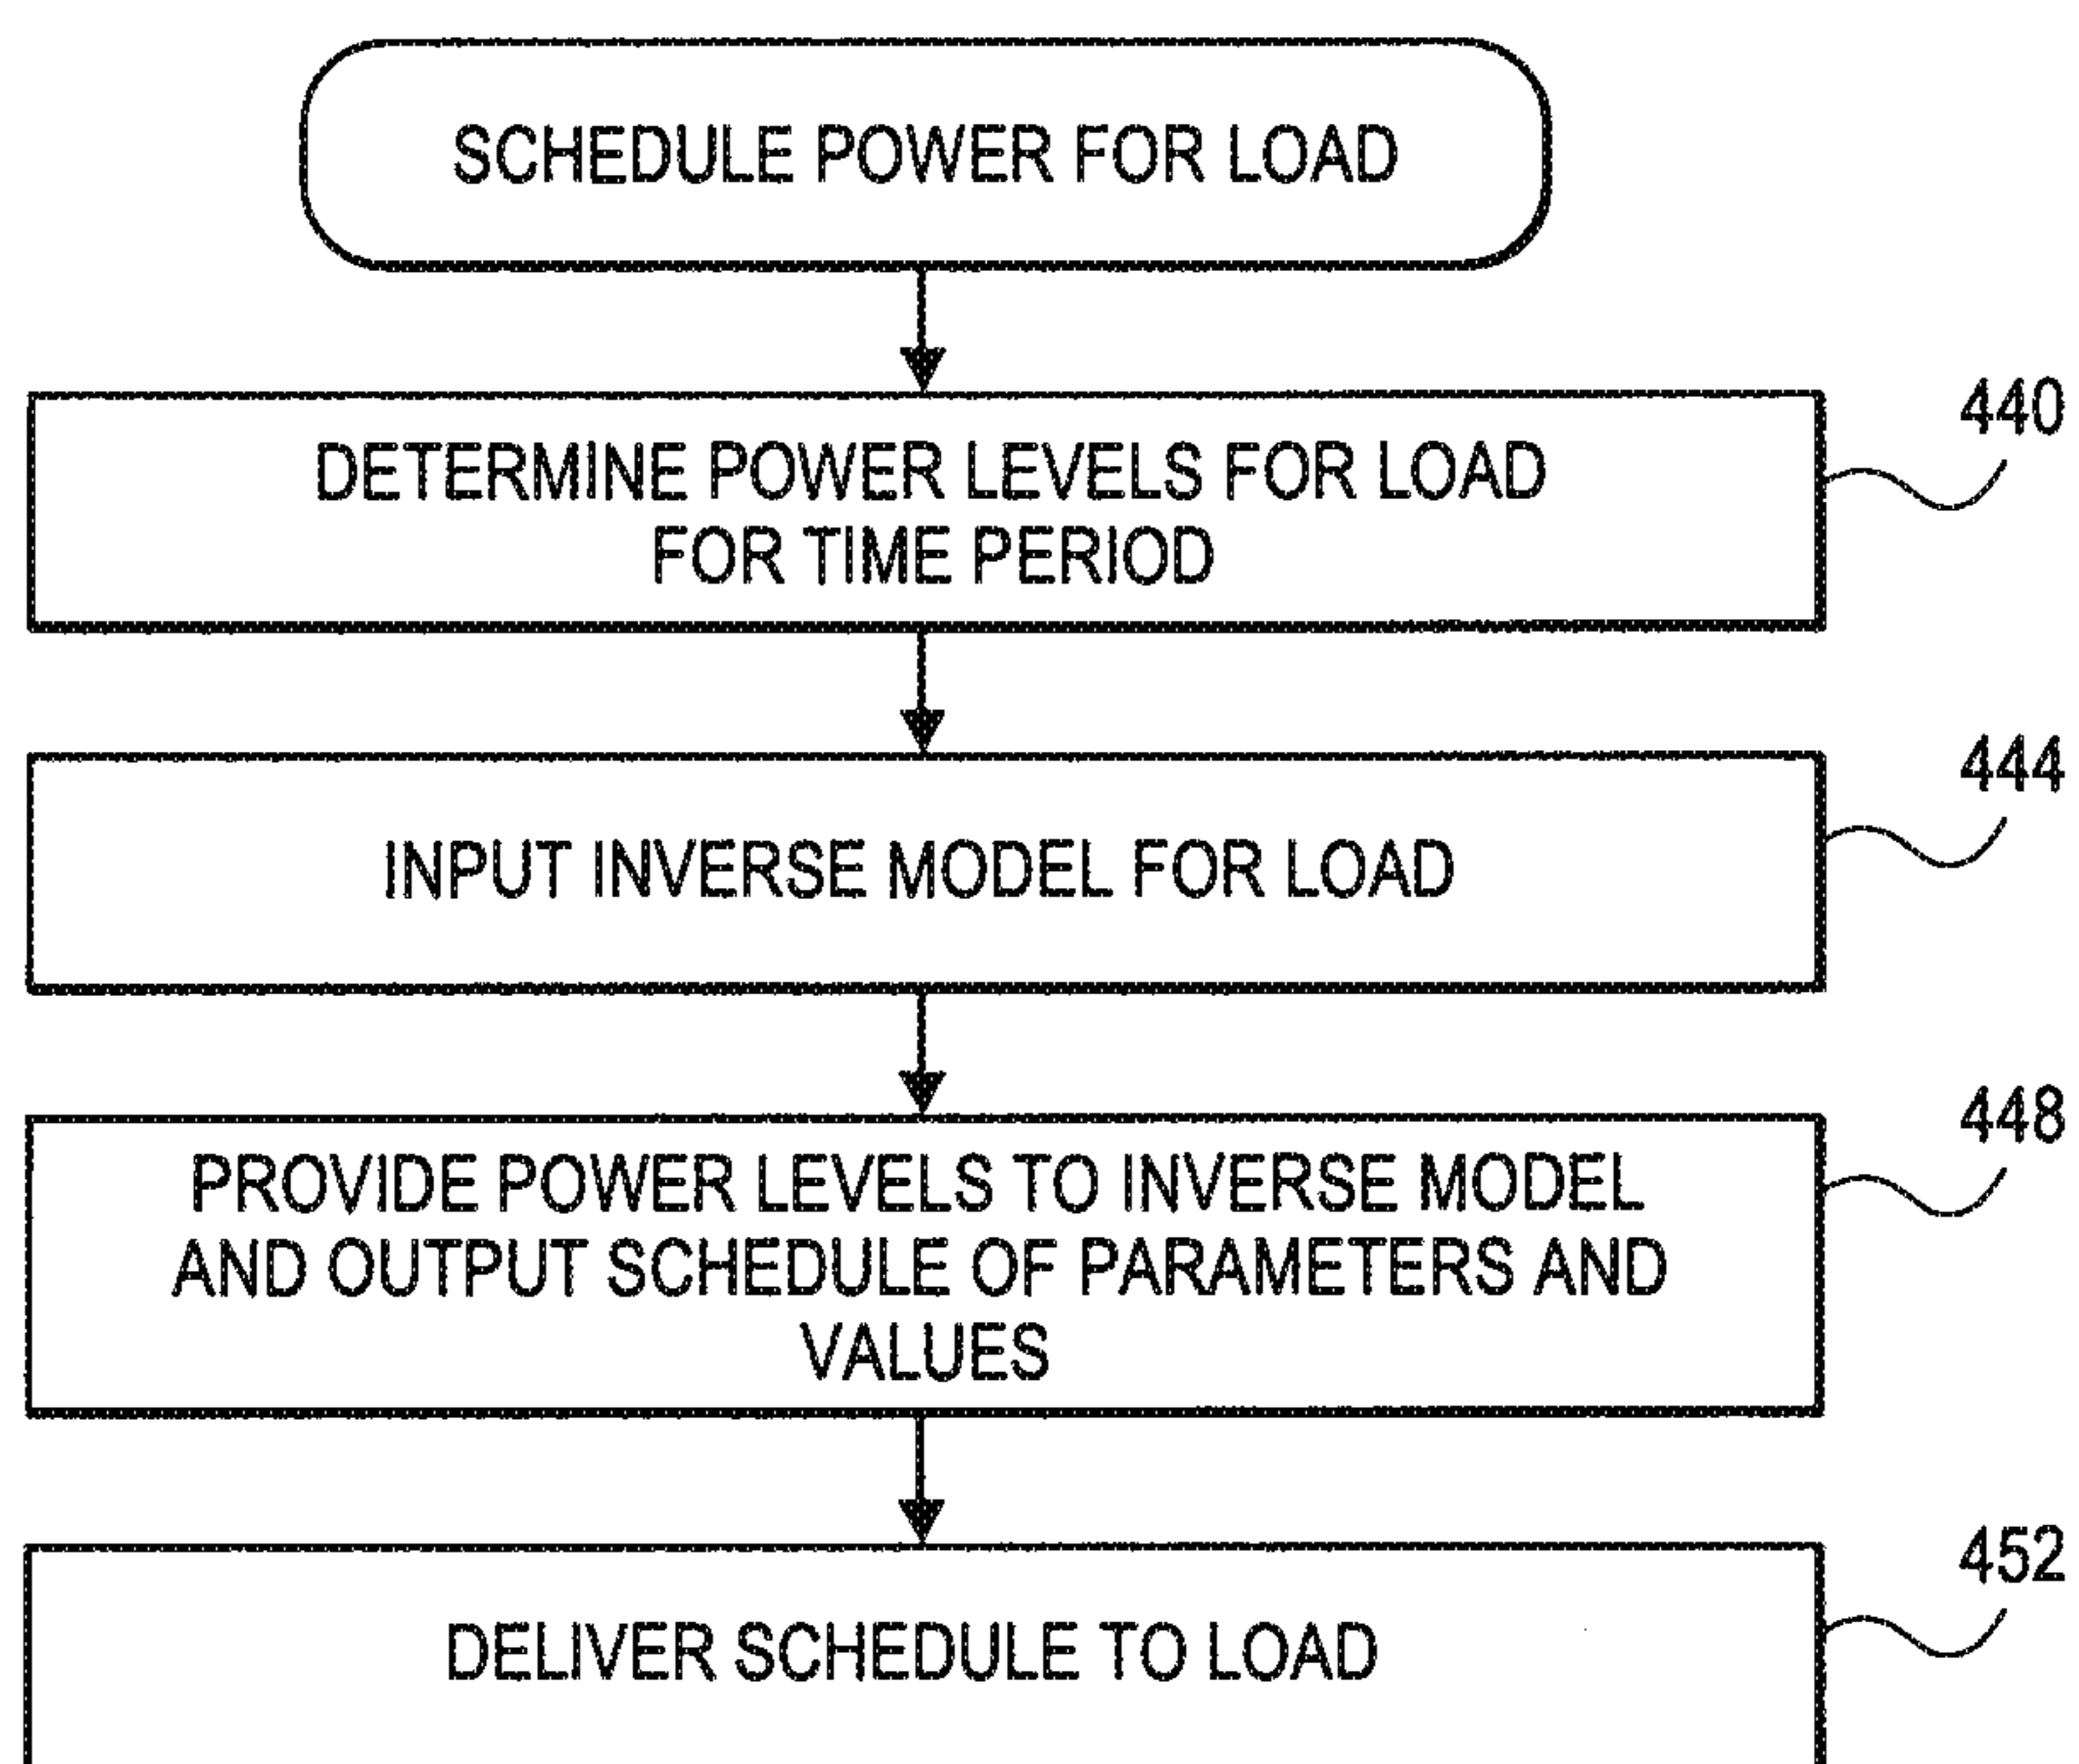 SCHEDULE POWER FOR LOAD
440
DETERMINE POWER LEVELS FOR LOAD
FOR TIME PERIOD
444
INPUT INVERSE MODEL FOR LOAD
448
PROVIDE POWER LEVELS TO INVERSE MODEL
AND OUTPUT SCHEDULE OF PARAMETERS AND
VALUES
452
DELIVER SCHEDULE TO LOAD